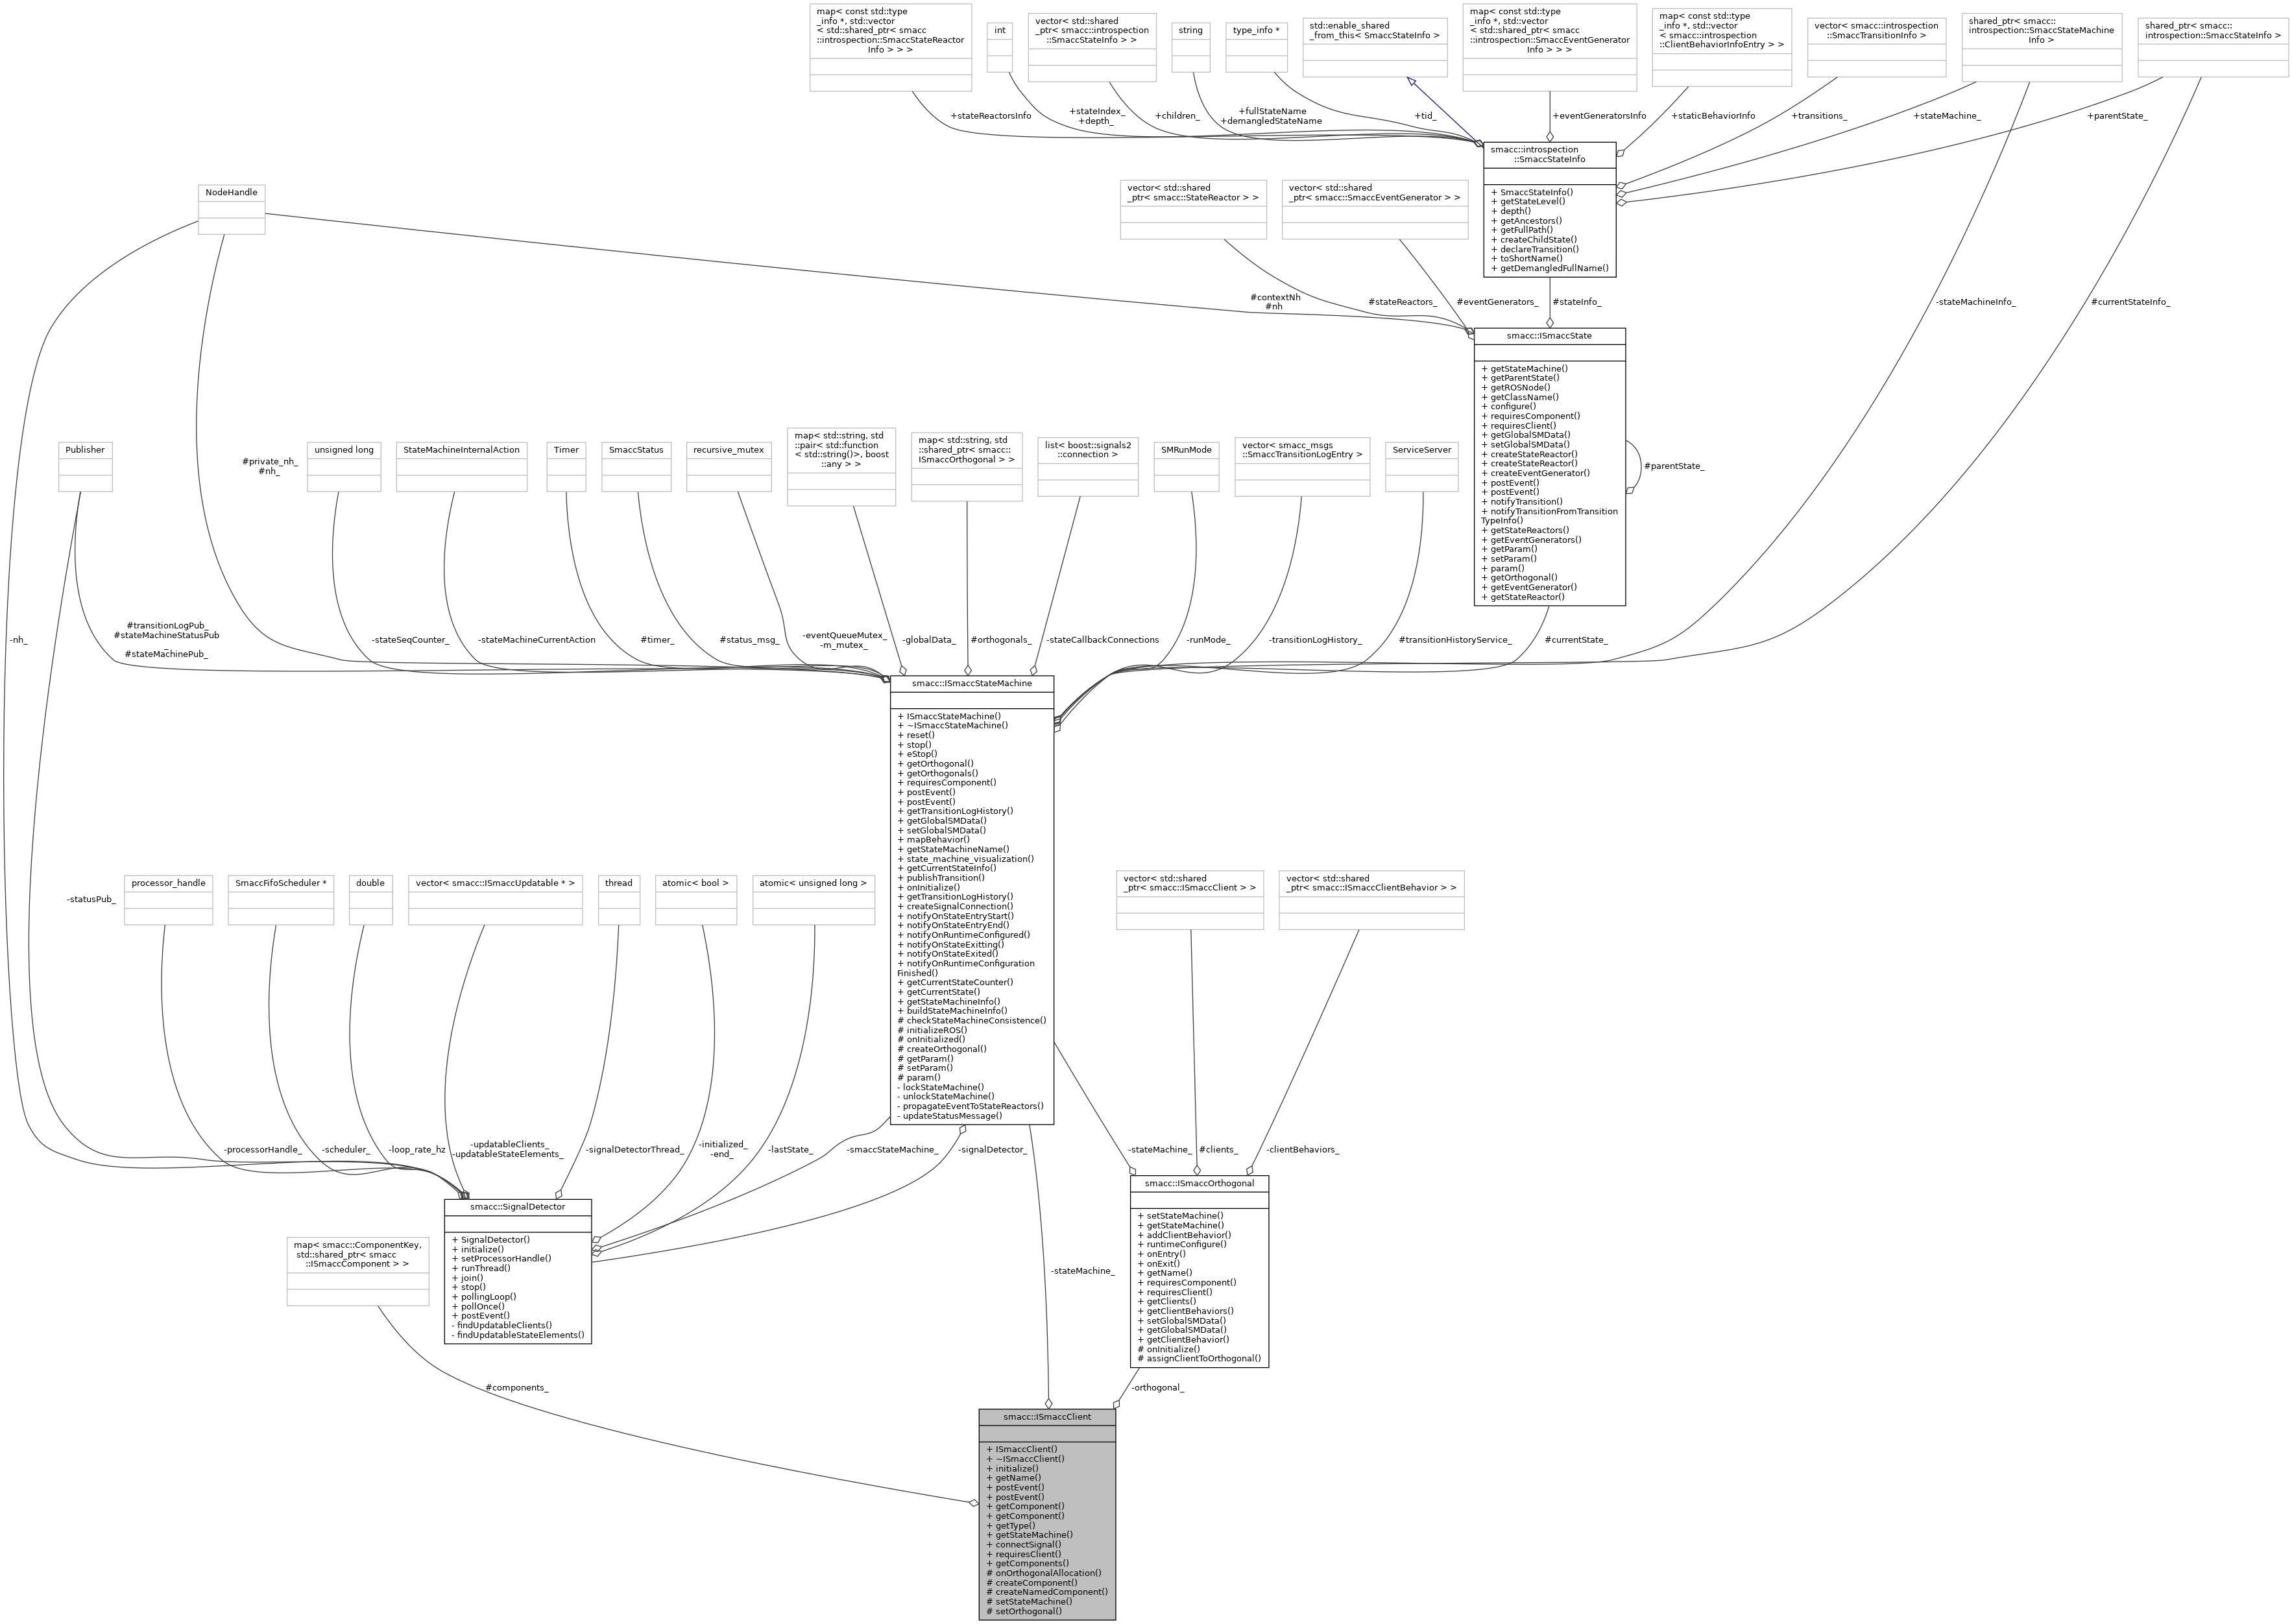 map< const std::type
_info *, std::vector
< std::shared_ptr< smacc
::introspection::SmaccStateReactor
Info > > >
int
vector< std::shared
_ptr< smacc::introspection
::SmaccStateInfo > >
string
type_info *
std::enable_shared
_from_this< SmaccStateInfo >
map< const std::type
_info *, std::vector
< std::shared_ptr< smacc
::introspection::SmaccEventGenerator
Info > > >
map< const std::type
_info *, std::vector
< smacc::introspection
::ClientBehaviorInfoEntry > >
vector< smacc::introspection
::SmaccTransitionInfo >
shared_ptr< smacc::
introspection::SmaccStateMachine
Info >
shared_ptr< smacc::
introspection::SmaccStateInfo >
+stateReactorsInfo
+stateIndex_
+depth_
+children_
+fullStateName
+demangledStateName
+tid_
+eventGeneratorsInfo
+staticBehaviorInfo
+transitions_
+stateMachine_
+parentState_
smacc::introspection
::SmaccStateInfo
+ SmaccStateInfo()
+ getStateLevel()
+ depth()
+ getAncestors()
+ getFullPath()
+ createChildState()
+ declareTransition()
+ toShortName()
+ getDemangledFullName()
NodeHandle
vector< std::shared
_ptr< smacc::StateReactor > >
vector< std::shared
_ptr< smacc::SmaccEventGenerator > >
#contextNh
#nh
#stateReactors_
#eventGenerators_
#stateInfo_
-stateMachineInfo_
#currentStateInfo_
smacc::ISmaccState
+ getStateMachine()
+ getParentState()
+ getROSNode()
+ getClassName()
+ configure()
+ requiresComponent()
+ requiresClient()
+ getGlobalSMData()
+ setGlobalSMData()
+ createStateReactor()
+ createStateReactor()
+ createEventGenerator()
+ postEvent()
+ postEvent()
+ notifyTransition()
+ notifyTransitionFromTransition
TypeInfo()
+ getStateReactors()
+ getEventGenerators()
+ getParam()
+ setParam()
+ param()
+ getOrthogonal()
+ getEventGenerator()
+ getStateReactor()
#parentState_
Publisher
#private_nh_
#nh_
unsigned long
StateMachineInternalAction
Timer
SmaccStatus
recursive_mutex
map< std::string, std
::pair< std::function
< std::string()>, boost
::any > >
map< std::string, std
::shared_ptr< smacc::
ISmaccOrthogonal > >
list< boost::signals2
::connection >
SMRunMode
vector< smacc_msgs
::SmaccTransitionLogEntry >
ServiceServer
-nh_
#transitionLogPub_
#stateMachineStatusPub
_
#stateMachinePub_
-stateSeqCounter_
-stateMachineCurrentAction
#timer_
#status_msg_
-eventQueueMutex_
-m_mutex_
-globalData_
#orthogonals_
-stateCallbackConnections
-runMode_
-transitionLogHistory_
#transitionHistoryService_
#currentState_
smacc::ISmaccStateMachine
+ ISmaccStateMachine()
+ ~ISmaccStateMachine()
+ reset()
+ stop()
+ eStop()
+ getOrthogonal()
+ getOrthogonals()
+ requiresComponent()
+ postEvent()
+ postEvent()
+ getTransitionLogHistory()
+ getGlobalSMData()
+ setGlobalSMData()
+ mapBehavior()
+ getStateMachineName()
+ state_machine_visualization()
+ getCurrentStateInfo()
+ publishTransition()
+ onInitialize()
+ getTransitionLogHistory()
+ createSignalConnection()
+ notifyOnStateEntryStart()
+ notifyOnStateEntryEnd()
+ notifyOnRuntimeConfigured()
+ notifyOnStateExitting()
+ notifyOnStateExited()
+ notifyOnRuntimeConfiguration
Finished()
+ getCurrentStateCounter()
+ getCurrentState()
+ getStateMachineInfo()
+ buildStateMachineInfo()
# checkStateMachineConsistence()
# initializeROS()
# onInitialized()
# createOrthogonal()
# getParam()
# setParam()
# param()
- lockStateMachine()
- unlockStateMachine()
- propagateEventToStateReactors()
- updateStatusMessage()
-statusPub_
processor_handle
SmaccFifoScheduler *
double
vector< smacc::ISmaccUpdatable * >
thread
atomic< bool >
atomic< unsigned long >
vector< std::shared
_ptr< smacc::ISmaccClient > >
vector< std::shared
_ptr< smacc::ISmaccClientBehavior > >
-processorHandle_
-scheduler_
-loop_rate_hz
-updatableClients_
-updatableStateElements_
-signalDetectorThread_
-initialized_
-end_
-lastState_
-smaccStateMachine_
-signalDetector_
-stateMachine_
#clients_
-clientBehaviors_
smacc::SignalDetector
+ SignalDetector()
+ initialize()
+ setProcessorHandle()
+ runThread()
+ join()
+ stop()
+ pollingLoop()
+ pollOnce()
+ postEvent()
- findUpdatableClients()
- findUpdatableStateElements()
smacc::ISmaccOrthogonal
+ setStateMachine()
+ getStateMachine()
+ addClientBehavior()
+ runtimeConfigure()
+ onEntry()
+ onExit()
+ getName()
+ requiresComponent()
+ requiresClient()
+ getClients()
+ getClientBehaviors()
+ setGlobalSMData()
+ getGlobalSMData()
+ getClientBehavior()
# onInitialize()
# assignClientToOrthogonal()
map< smacc::ComponentKey,
std::shared_ptr< smacc
::ISmaccComponent > >
-stateMachine_
#components_
-orthogonal_
smacc::ISmaccClient
+ ISmaccClient()
+ ~ISmaccClient()
+ initialize()
+ getName()
+ postEvent()
+ postEvent()
+ getComponent()
+ getComponent()
+ getType()
+ getStateMachine()
+ connectSignal()
+ requiresClient()
+ getComponents()
# onOrthogonalAllocation()
# createComponent()
# createNamedComponent()
# setStateMachine()
# setOrthogonal()